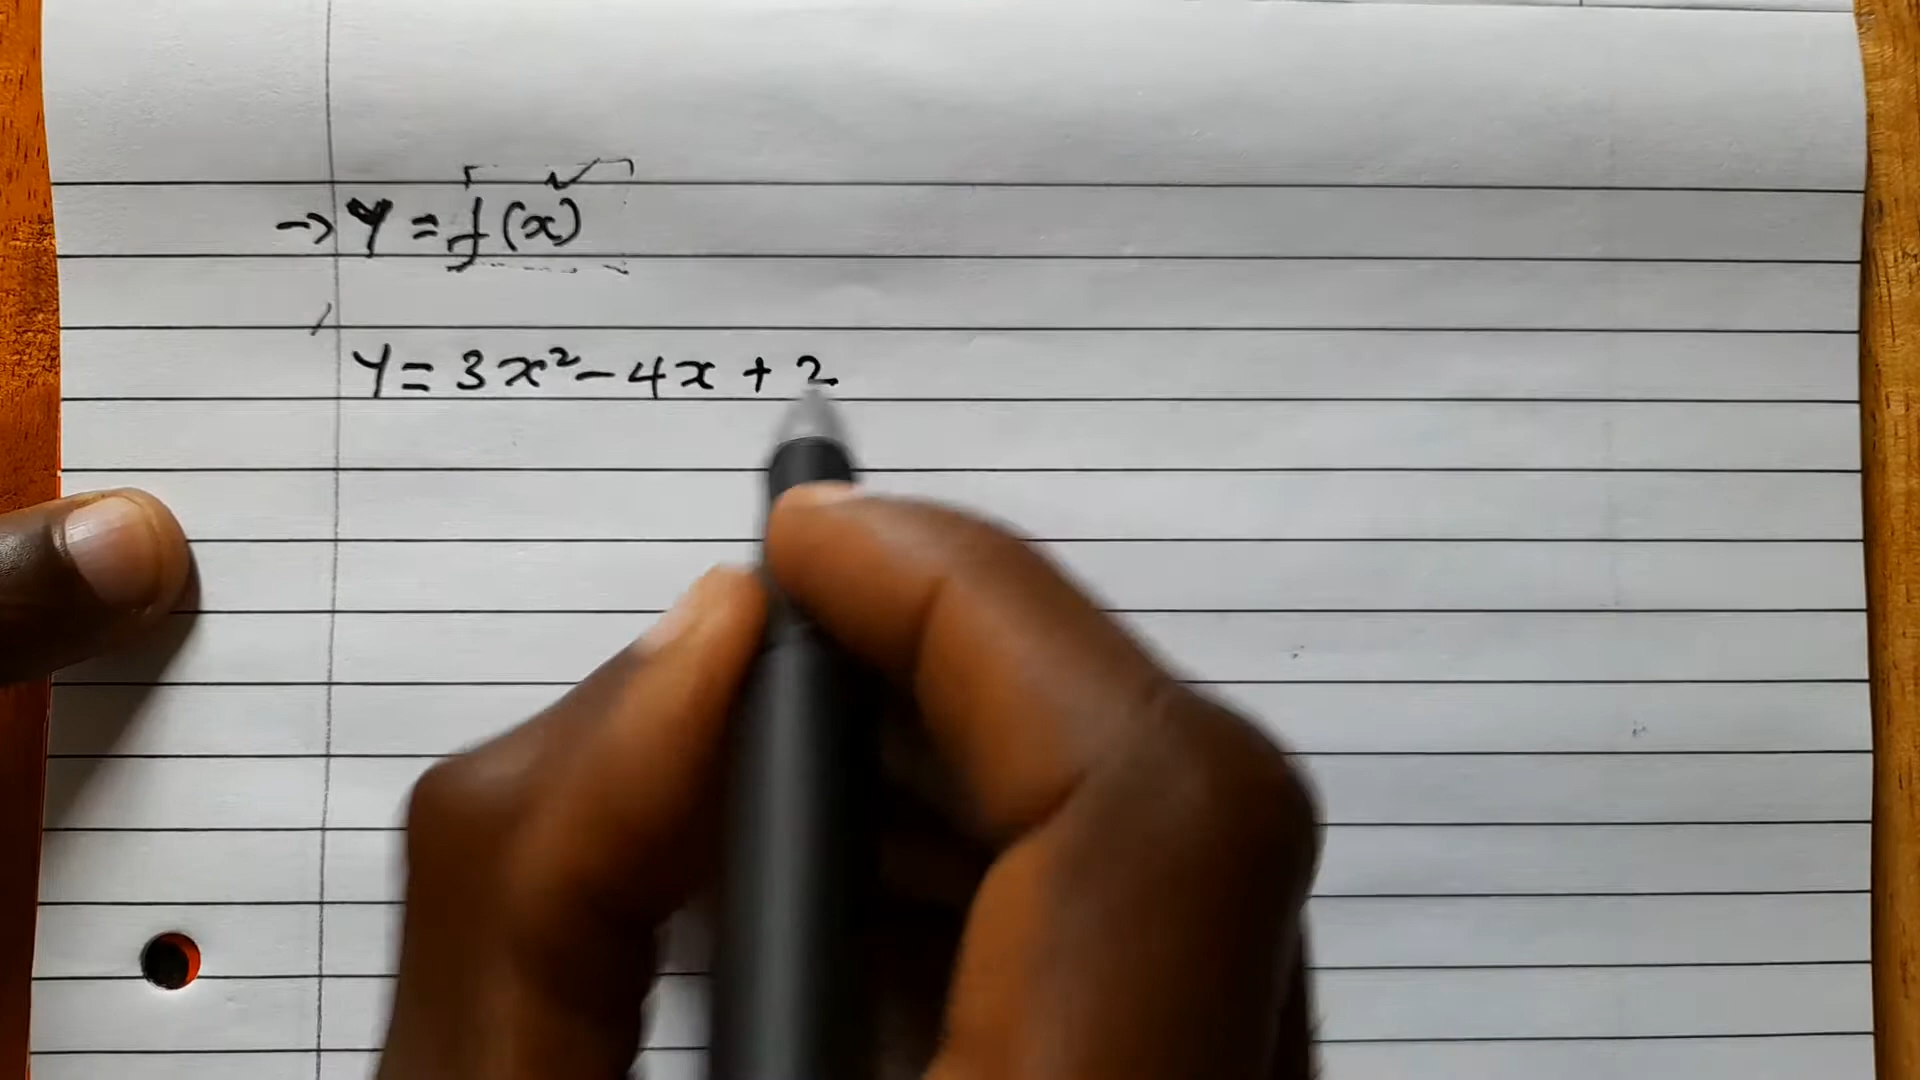 → y = f(x)
y = 3x² - 4x + 2